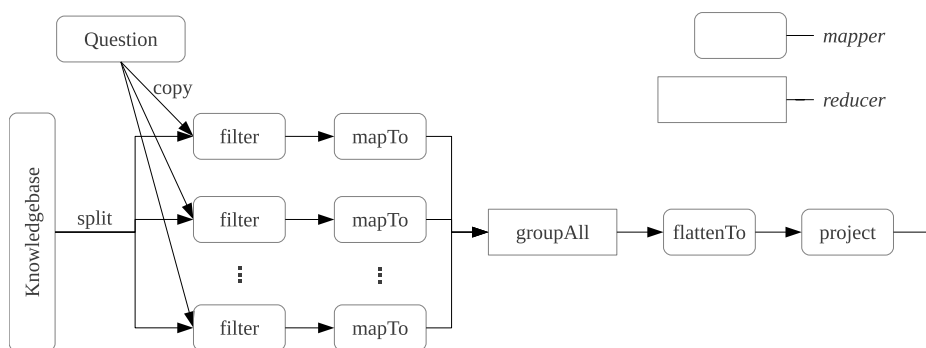 Question
mapper
copy
reducer
filter
mapTo
Knowledgebase
split
filter
mapTo
groupAll
flattenTo
project
filter
mapTo